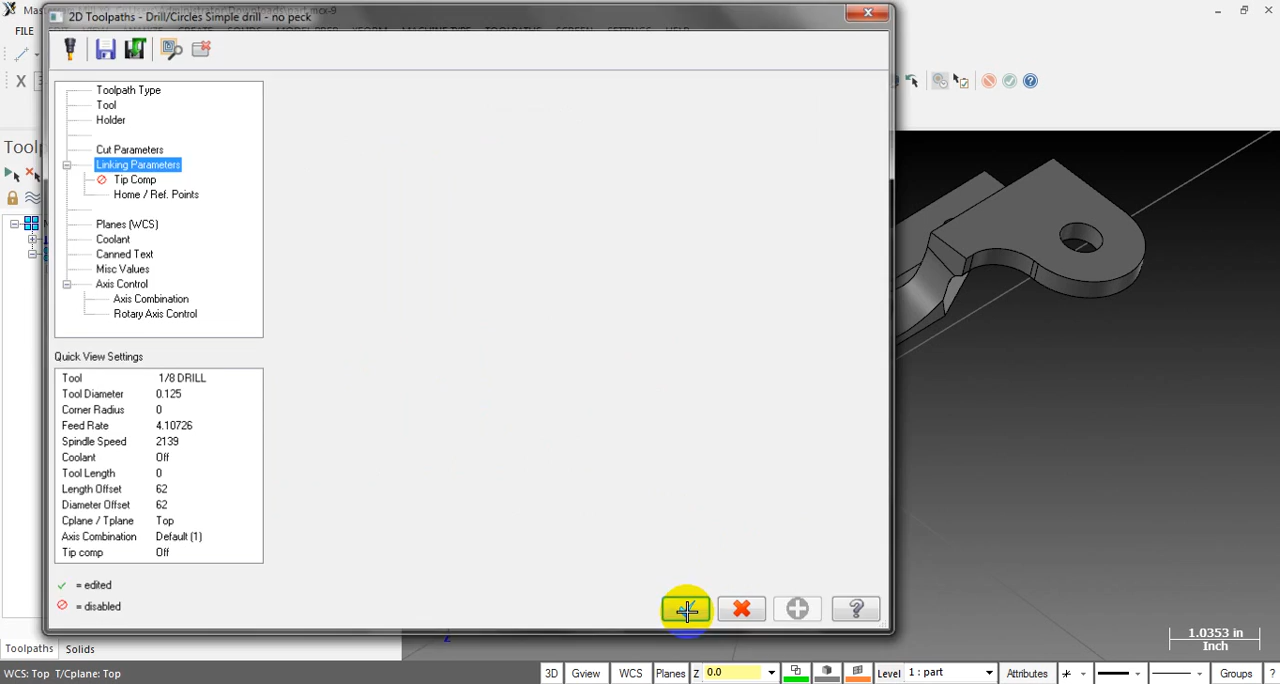 2D Toolpaths - Drill/Circles Simple drill - no peck
FILE
Toolpath Type
Tool
Holder
Cut Parameters
Linking Parameters
Tip Comp
Home / Ref. Points
Planes (WCS)
Coolant
Canned Text
Misc Values
Axis Control
Axis Combination
Rotary Axis Control
Quick View Settings
Tool 1/8 DRILL
Tool Diameter 0.125
Corner Radius 0
Feed Rate 4.10726
Spindle Speed 2139
Coolant Off
Tool Length 0
Length Offset 62
Diameter Offset 62
Cplane / Tplane Top
Axis Combination Default (1)
Tip comp Off
= edited
= disabled
1.0353 in
Inch
Toolpaths Solids
WCS: Top T/Cplane: Top 3D Gview WCS Planes Z 0.0 Level 1 : part Attributes Groups ?